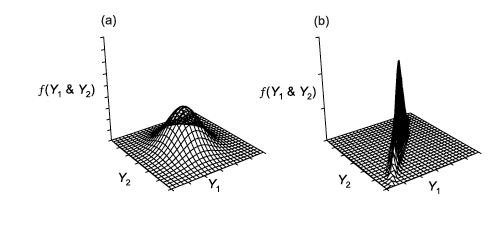 (a)
f(Y₁ & Y₂)
Y₂
Y₁
(b)
f(Y₁ & Y₂)
Y₂
Y₁